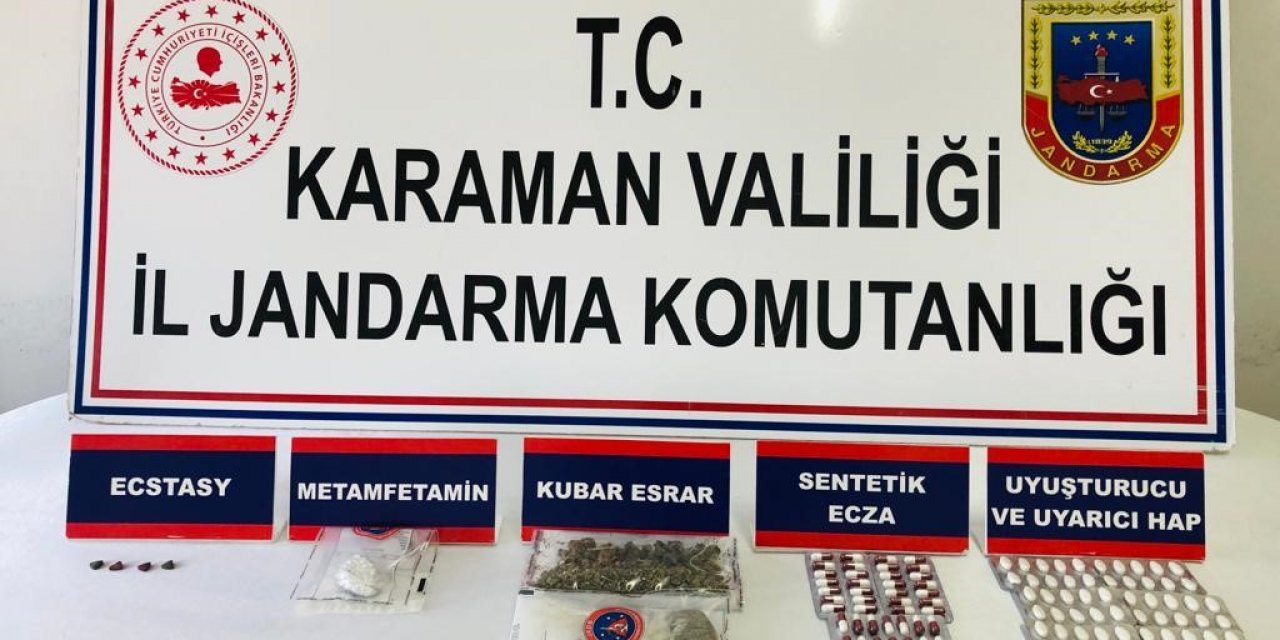 T.C.
KARAMAN VALİLİĞİ
İL JANDARMA KOMUTANLIĞI
TÜRKİYE CUMHURİYETİ İÇİŞLERİ BAKANLIĞI
JANDARMA
1839
ECSTASY
METAMFETAMİN
KUBAR ESRAR
SENTETİK
ECZA
UYUŞTURUCU
VE UYARICI HAP